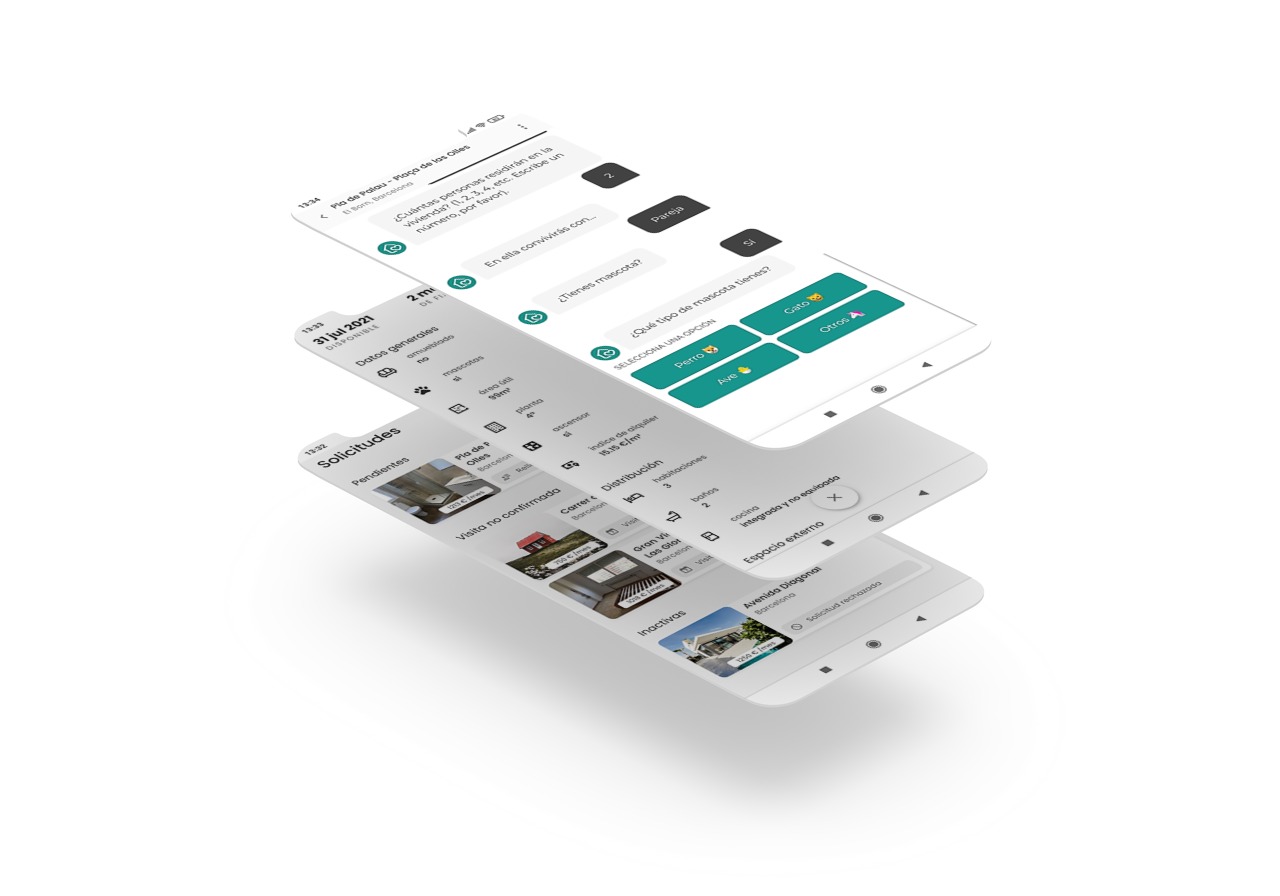 13:34
Pla de Palau - Plaça de les Olles
El Born, Barcelona
¿Cuántas personas residirán en la
vivienda? (1, 2, 3, 4, etc. Escribe un
número, por favor).
2
En ella convivirás con...
Pareja
¿Tienes mascota?
Sí
¿Qué tipo de mascota tienes?
SELECCIONA UNA OPCIÓN
Perro 🐶
Gato 🐱
Ave 🐤
Otros 🦄
13:33
31 jul 2021
DISPONIBLE
2 me
DE FI
Datos generales
amueblado
no
mascotas
sí
área útil
99m²
planta
4ª
ascensor
sí
índice de alquiler
15.15 €/m²
Distribución
habitaciones
3
baños
2
cocina
integrada y no equipada
Espacio externo
13:32
Solicitudes
Pendientes
Pla de P
Olles
Barcelon
1213 €/mes
Visita no confirmada
Carrer
Barcelon
Visi
750 €/mes
Gran Vi
Las Glor
Barcelon
Visi
1218 €/mes
Inactivas
Avenida Diagonal
Barcelona
Solicitud rechazada
1250 €/mes